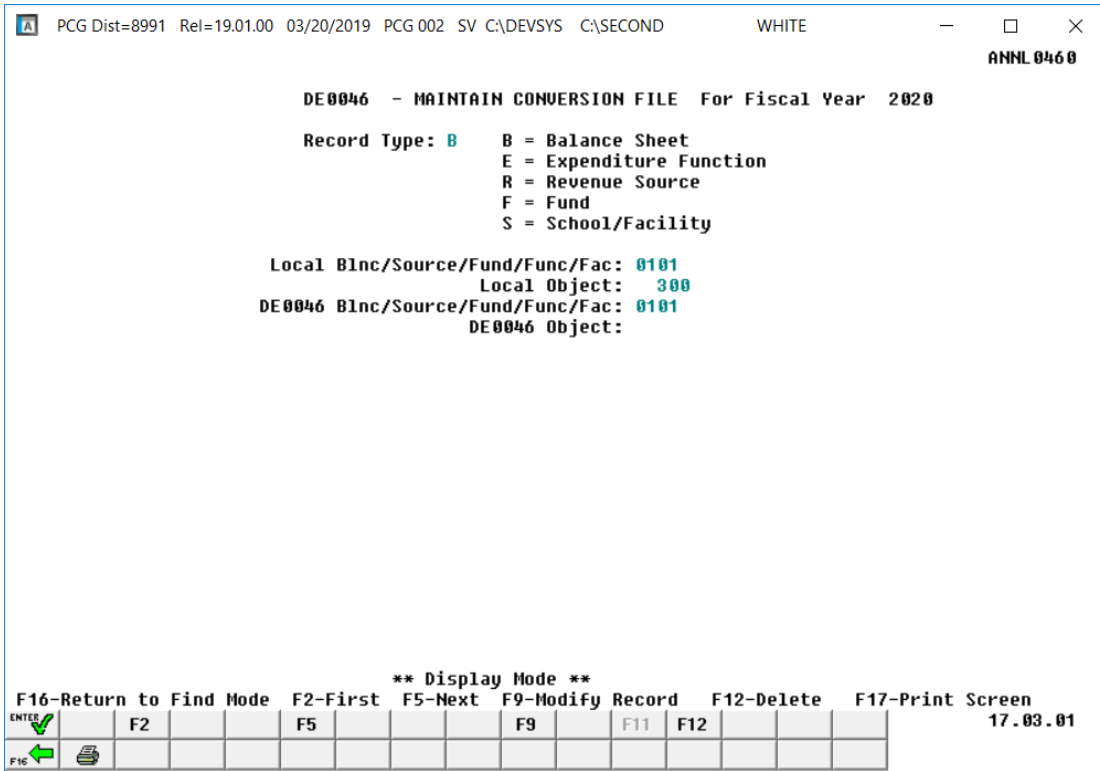 A PCG Dist=8991 Rel=19.01.00 03/20/2019 PCG 002 SV C:\DEVSYS C:\SECOND WHITE
ANNL0460
DE0046 - MAINTAIN CONVERSION FILE For Fiscal Year 2020
Record Type: B B = Balance Sheet
E = Expenditure Function
R = Revenue Source
F = Fund
S = School/Facility
Local Blnc/Source/Fund/Func/Fac: 0101
Local Object: 300
DE0046 Blnc/Source/Fund/Func/Fac: 0101
DE0046 Object:
** Display Mode **
F16-Return to Find Mode F2-First F5-Next F9-Modify Record F12-Delete F17-Print Screen
ENTER F2 F5 F9 F11 F12 17.03.01
F16